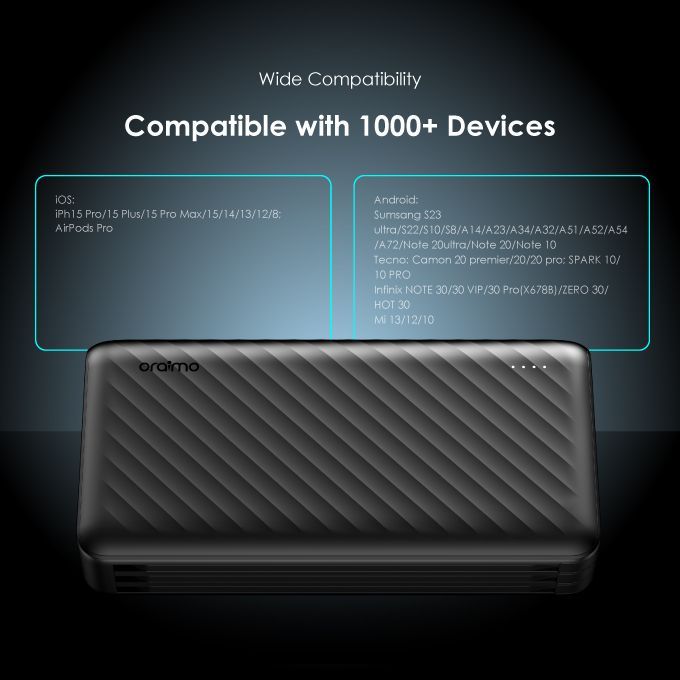 Wide Compatibility
Compatible with 1000+ Devices
iOS:
iPh15 Pro/15 Plus/15 Pro Max/15/14/13/12/8;
AirPods Pro
Android:
Sumsang S23
ultra/S22/S10/S8/A14/A23/A34/A32/A51/A52/A54
/A72/Note 20ultra/Note 20/Note 10
Tecno: Camon 20 premier/20/20 pro; SPARK 10/
10 PRO
Infinix NOTE 30/30 VIP/30 Pro(X678B)/ZERO 30/
HOT 30
Mi 13/12/10
oraimo